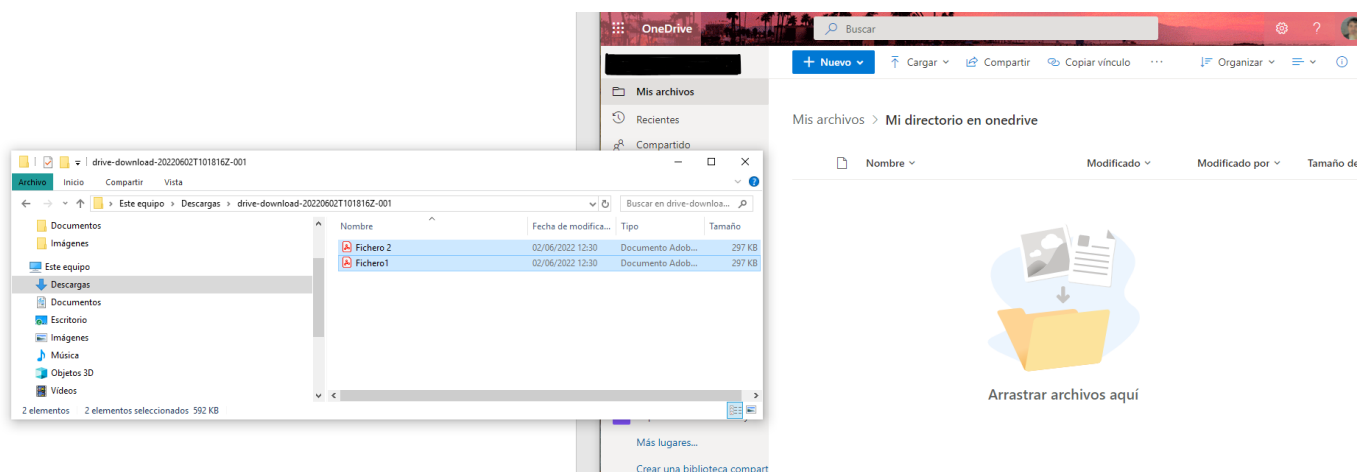 OneDrive
Buscar
?
Nuevo
Cargar
Compartir
Copiar vínculo
...
Organizar
Mis archivos
Recientes
Compartido
Mis archivos > Mi directorio en onedrive
Nombre
Modificado
Modificado por
Tamaño de
Arrastrar archivos aquí
Más lugares...
Crear una biblioteca compart
drive-download-20220602T101816Z-001
Archivo Inicio Compartir Vista
Este equipo > Descargas > drive-download-20220602T101816Z-001
Buscar en drive-downloa...
Documentos
Imágenes
Este equipo
Descargas
Documentos
Escritorio
Imágenes
Música
Objetos 3D
Vídeos
Nombre Fecha de modifica... Tipo Tamaño
Fichero 2 02/06/2022 12:30 Documento Adob... 297 KB
Fichero1 02/06/2022 12:30 Documento Adob... 297 KB
2 elementos 2 elementos seleccionados 592 KB